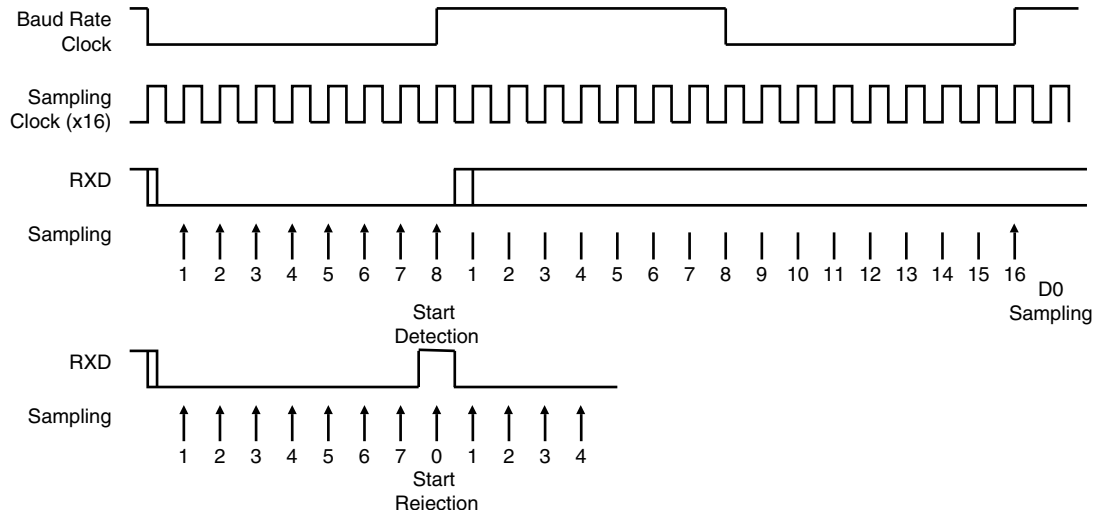 Baud Rate
Clock
Sampling
Clock (x16)
RXD
Sampling
1 2 3 4 5 6 7 8 1 2 3 4 5 6 7 8 9 10 11 12 13 14 15 16
D0
Sampling
Start
Detection
RXD
Sampling
1 2 3 4 5 6 7 0 1 2 3 4
Start
Rejection